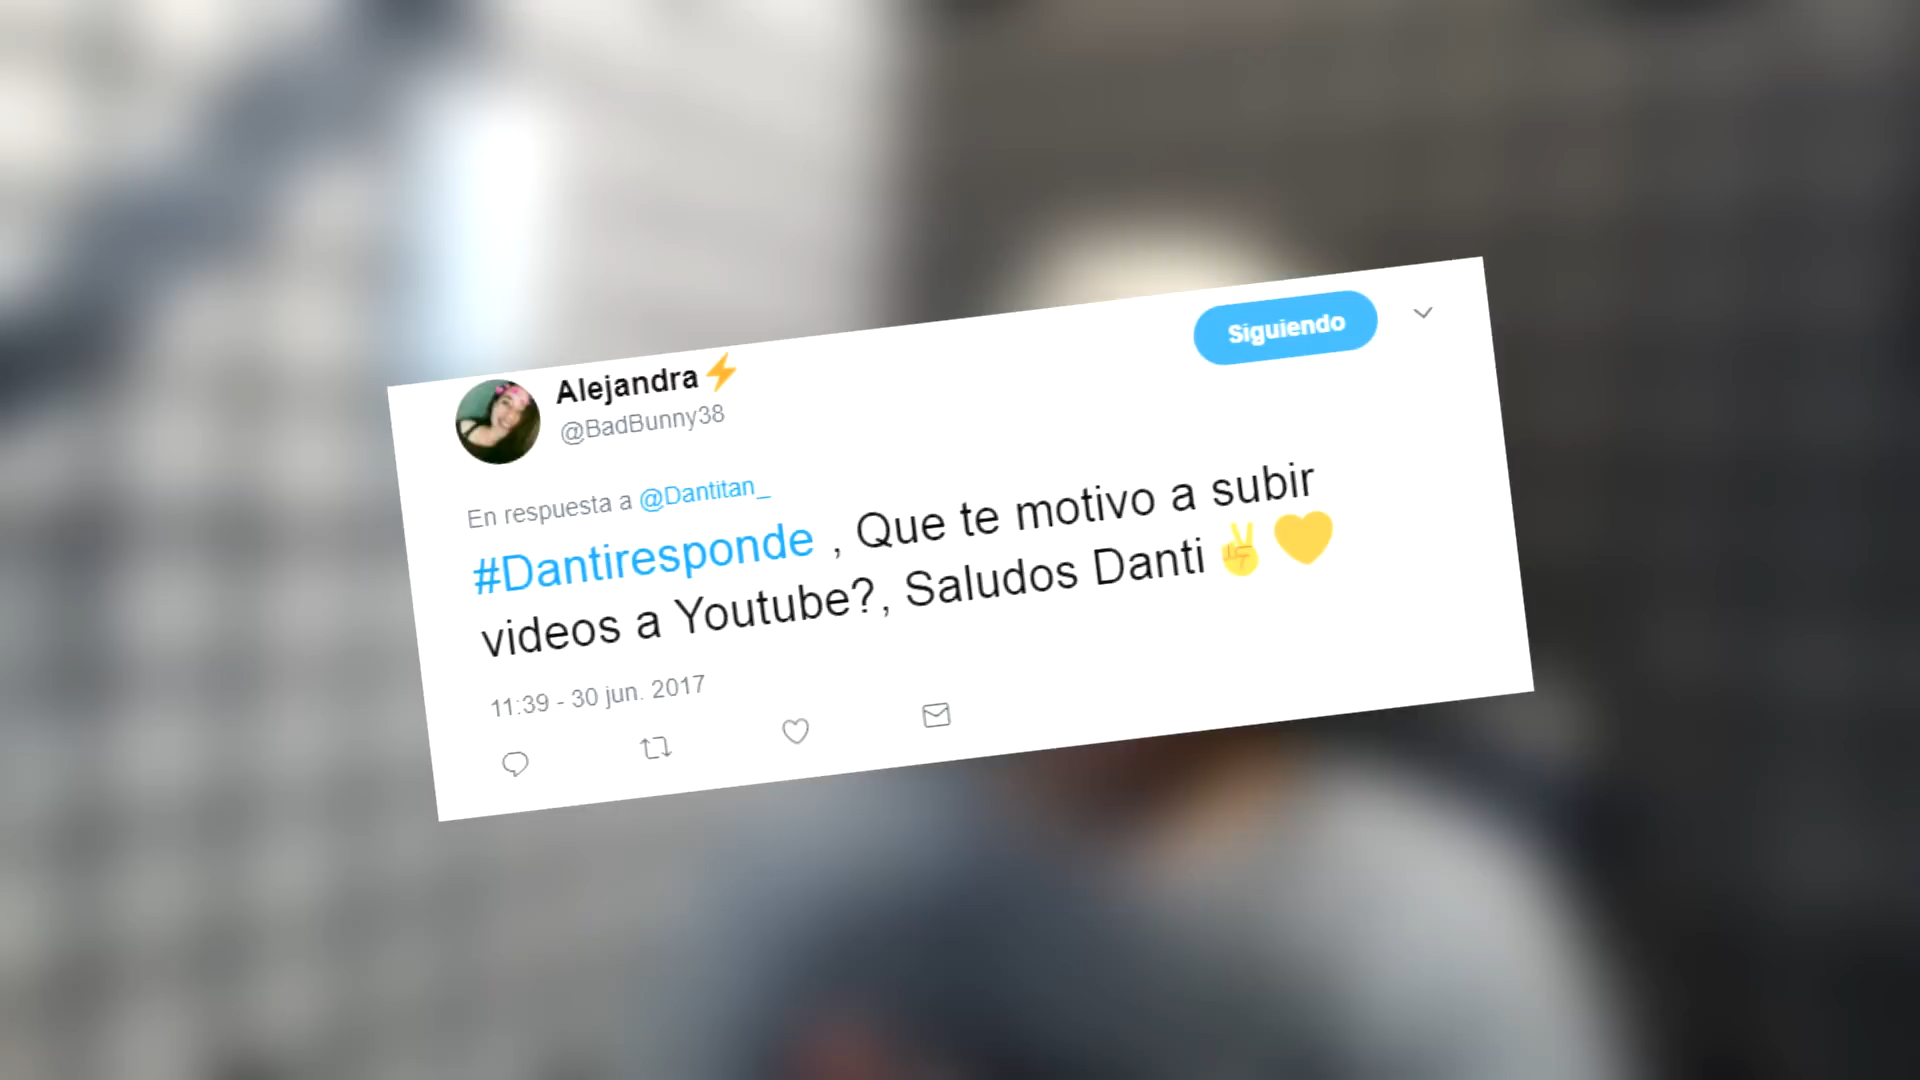 Alejandra⚡
@BadBunny38
Siguiendo
En respuesta a @Dantitan_
#Dantiresponde , Que te motivo a subir
videos a Youtube?, Saludos Danti ✌️💛
11:39 - 30 jun. 2017